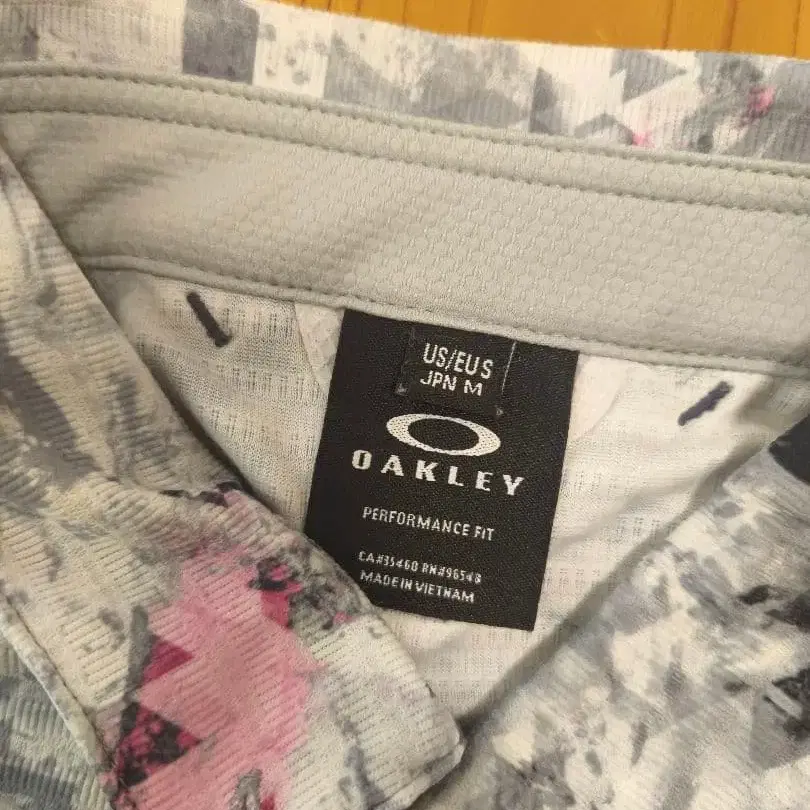 US/EU S
JPN M
OAKLEY
PERFORMANCE FIT
CA#35460 RN#96548
MADE IN VIETNAM